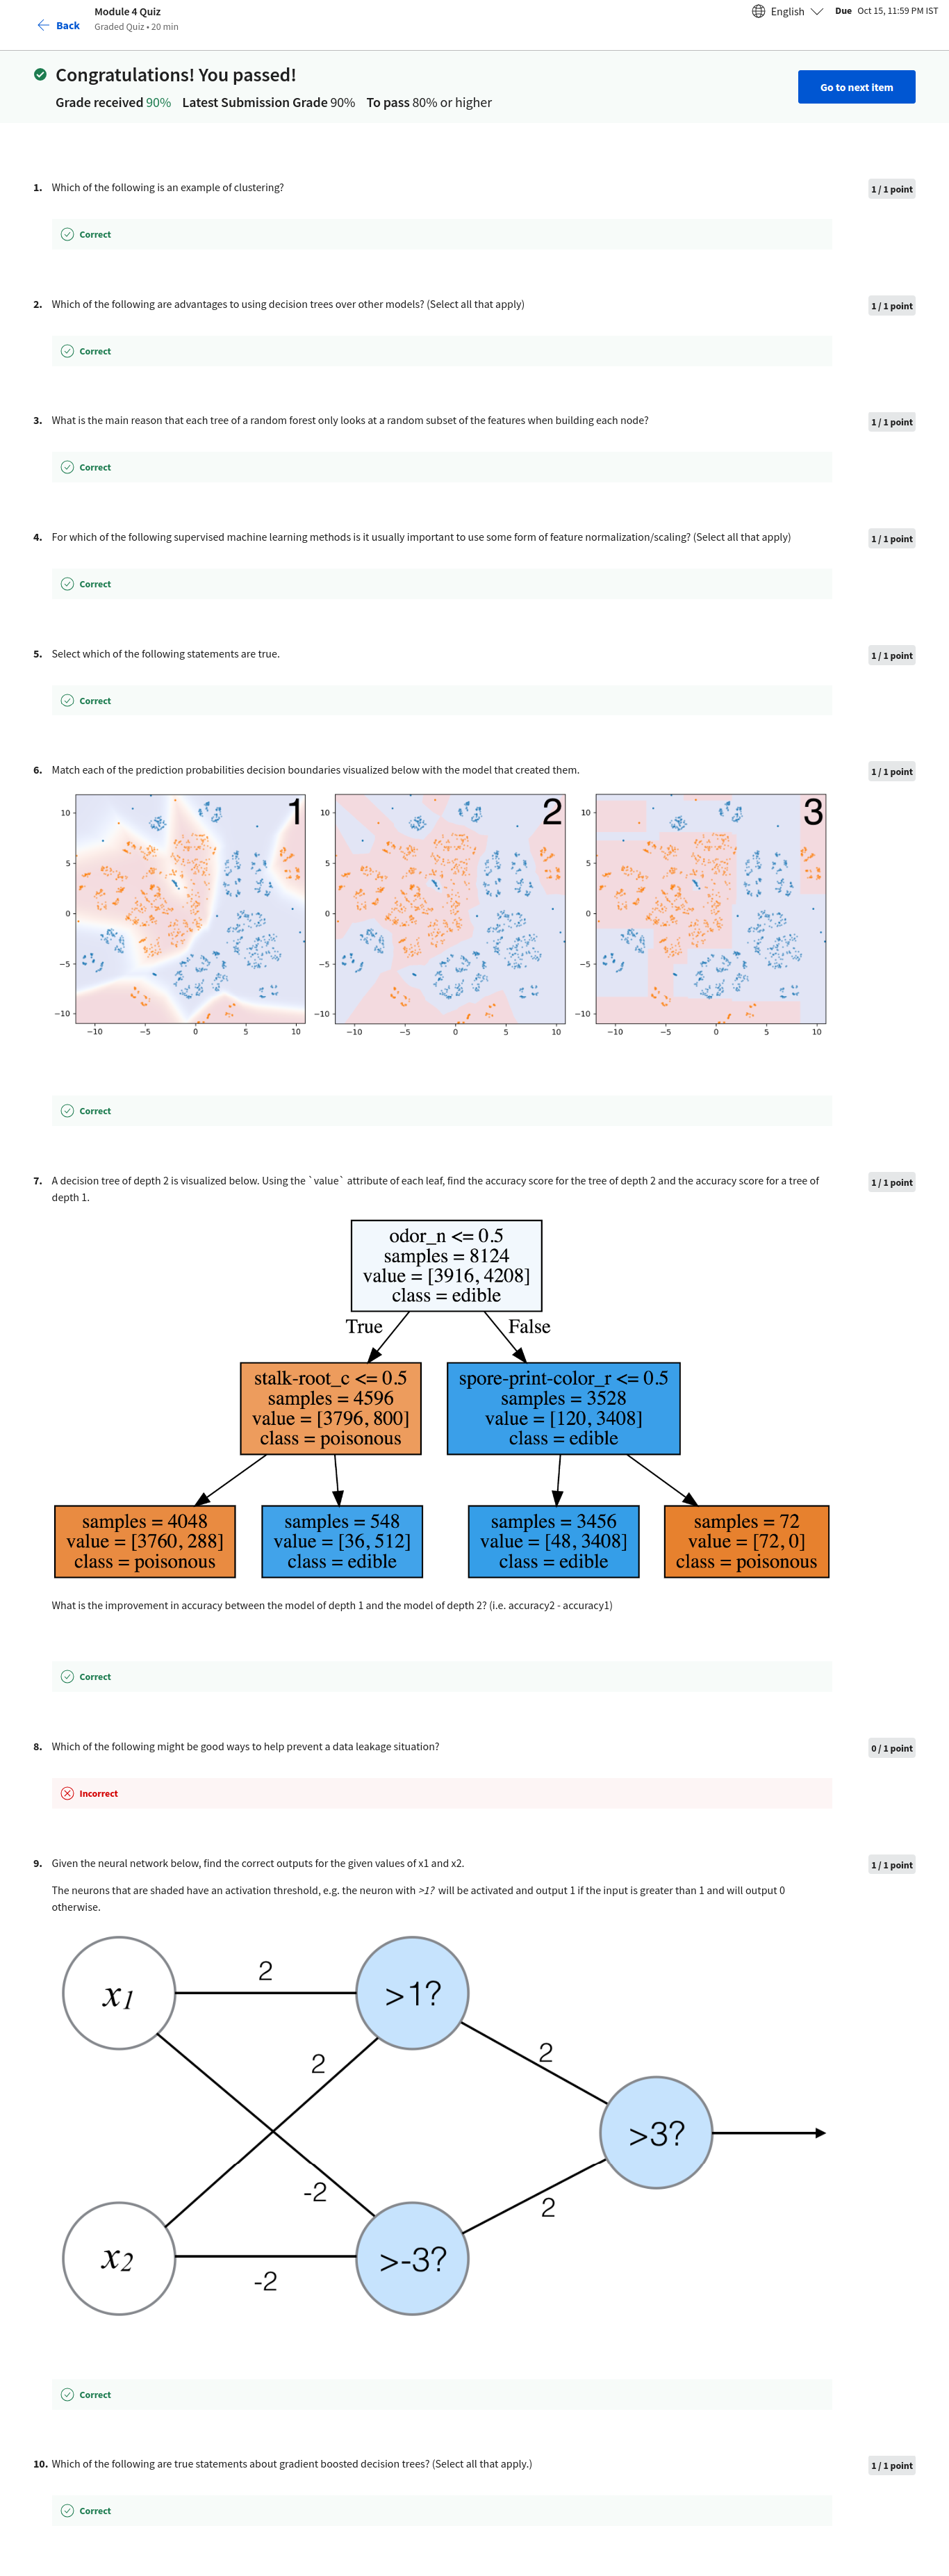 Back
Module 4 Quiz
Graded Quiz • 20 min
English
Due Oct 15, 11:59 PM IST
Congratulations! You passed!
Grade received 90% Latest Submission Grade 90% To pass 80% or higher
Go to next item
1. Which of the following is an example of clustering?
1 / 1 point
Correct
2. Which of the following are advantages to using decision trees over other models? (Select all that apply)
1 / 1 point
Correct
3. What is the main reason that each tree of a random forest only looks at a random subset of the features when building each node?
1 / 1 point
Correct
4. For which of the following supervised machine learning methods is it usually important to use some form of feature normalization/scaling? (Select all that apply)
1 / 1 point
Correct
5. Select which of the following statements are true.
1 / 1 point
Correct
6. Match each of the prediction probabilities decision boundaries visualized below with the model that created them.
1 / 1 point
1
10
5
0
−5
−10
−10 −5 0 5 10
2
10
5
0
−5
−10
−10 −5 0 5 10
3
10
5
0
−5
−10
−10 −5 0 5 10
Correct
7. A decision tree of depth 2 is visualized below. Using the `value` attribute of each leaf, find the accuracy score for the tree of depth 2 and the accuracy score for a tree of
depth 1.
1 / 1 point
odor_n <= 0.5
samples = 8124
value = [3916, 4208]
class = edible
True
False
stalk-root_c <= 0.5
samples = 4596
value = [3796, 800]
class = poisonous
spore-print-color_r <= 0.5
samples = 3528
value = [120, 3408]
class = edible
samples = 4048
value = [3760, 288]
class = poisonous
samples = 548
value = [36, 512]
class = edible
samples = 3456
value = [48, 3408]
class = edible
samples = 72
value = [72, 0]
class = poisonous
What is the improvement in accuracy between the model of depth 1 and the model of depth 2? (i.e. accuracy2 - accuracy1)
Correct
8. Which of the following might be good ways to help prevent a data leakage situation?
0 / 1 point
Incorrect
9. Given the neural network below, find the correct outputs for the given values of x1 and x2.
1 / 1 point
The neurons that are shaded have an activation threshold, e.g. the neuron with >1? will be activated and output 1 if the input is greater than 1 and will output 0
otherwise.
x1
2
>1?
2
2
>3?
-2
2
x2
-2
>-3?
Correct
10. Which of the following are true statements about gradient boosted decision trees? (Select all that apply.)
1 / 1 point
Correct